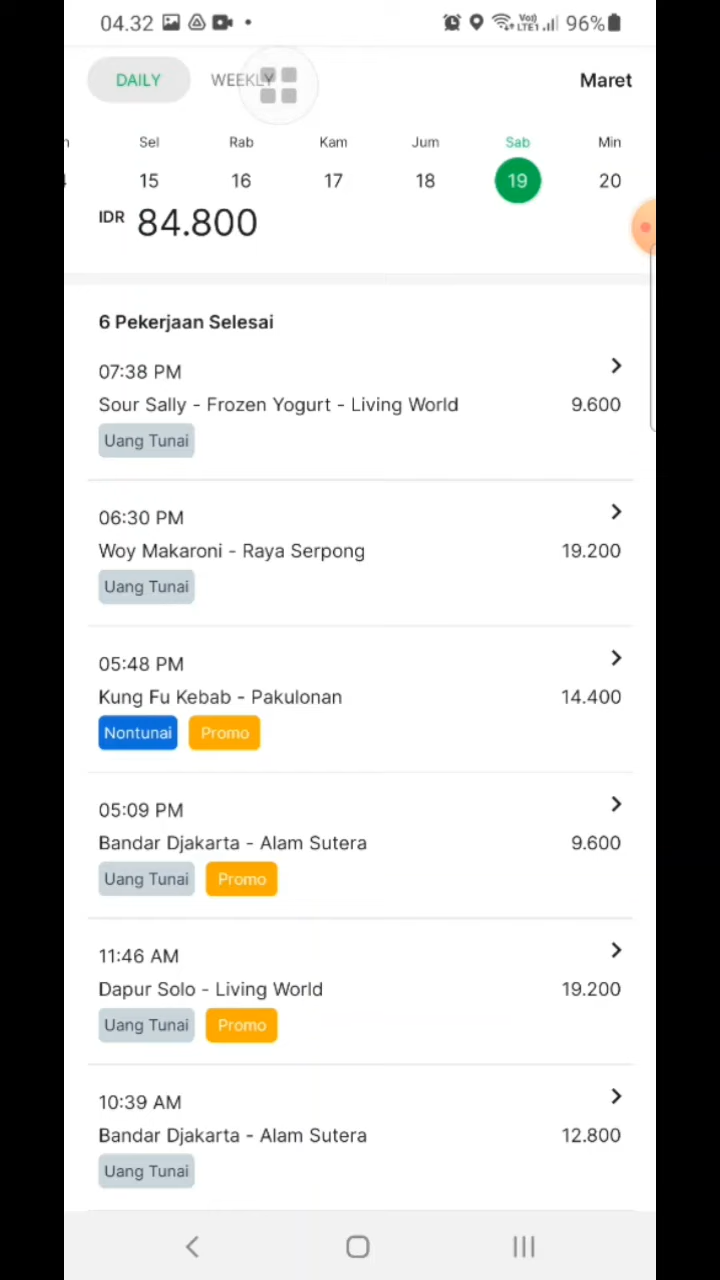 04.32
Vo))
LTE1
96%
DAILY WEEKLY Maret
Sel Rab Kam Jum Sab Min
15 16 17 18 19 20
IDR 84.800
6 Pekerjaan Selesai
07:38 PM
Sour Sally - Frozen Yogurt - Living World 9.600
Uang Tunai
06:30 PM
Woy Makaroni - Raya Serpong 19.200
Uang Tunai
05:48 PM
Kung Fu Kebab - Pakulonan 14.400
Nontunai Promo
05:09 PM
Bandar Djakarta - Alam Sutera 9.600
Uang Tunai Promo
11:46 AM
Dapur Solo - Living World 19.200
Uang Tunai Promo
10:39 AM
Bandar Djakarta - Alam Sutera 12.800
Uang Tunai